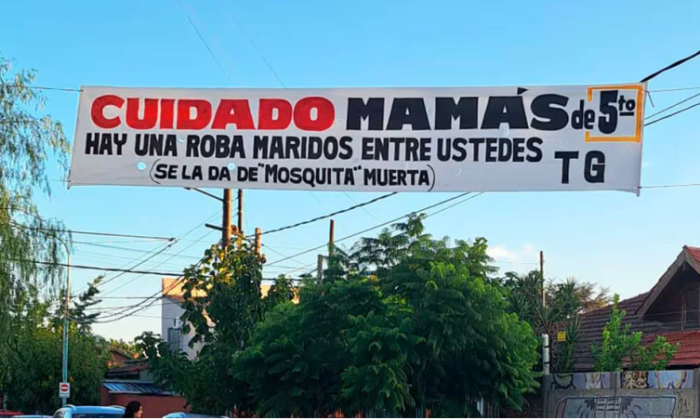 CUIDADO MAMÁS de 5to
HAY UNA ROBA MARIDOS ENTRE USTEDES
(SE LA DA DE "MOSQUITA" MUERTA) TG